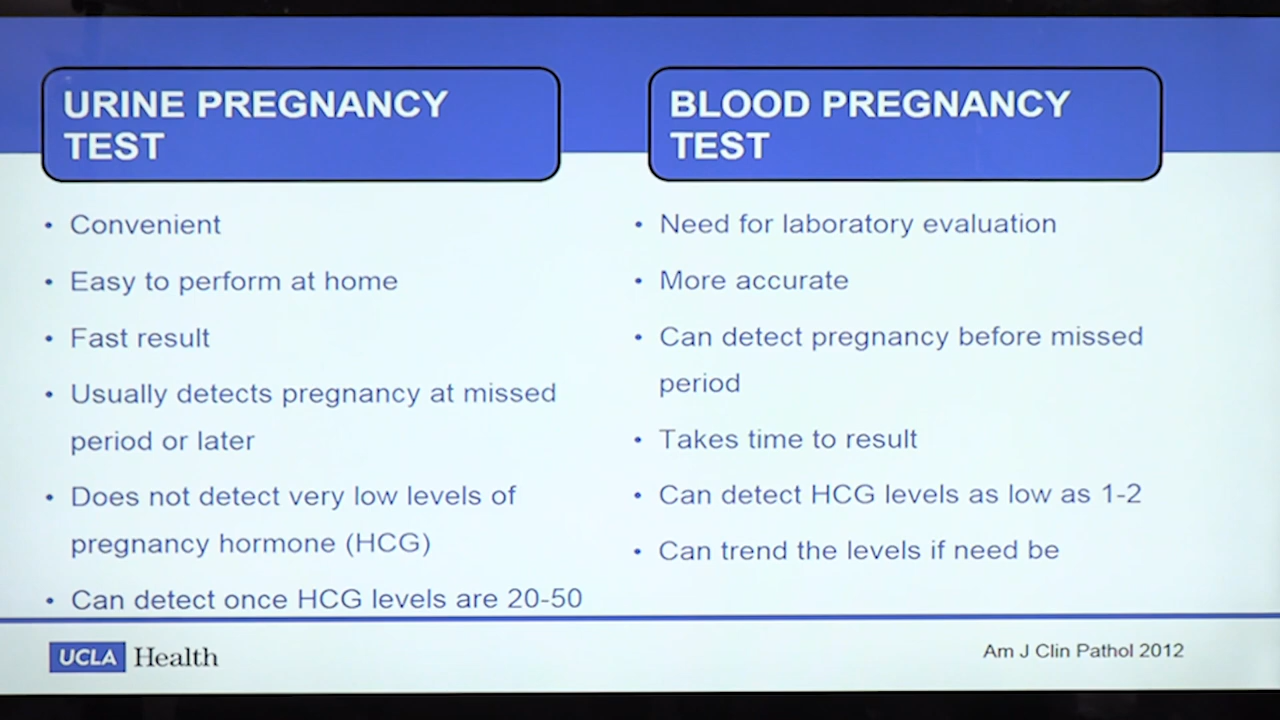 URINE PREGNANCY
TEST
• Convenient
• Easy to perform at home
• Fast result
• Usually detects pregnancy at missed
period or later
• Does not detect very low levels of
pregnancy hormone (HCG)
• Can detect once HCG levels are 20-50
BLOOD PREGNANCY
TEST
• Need for laboratory evaluation
• More accurate
• Can detect pregnancy before missed
period
• Takes time to result
• Can detect HCG levels as low as 1-2
• Can trend the levels if need be
UCLA Health
Am J Clin Pathol 2012